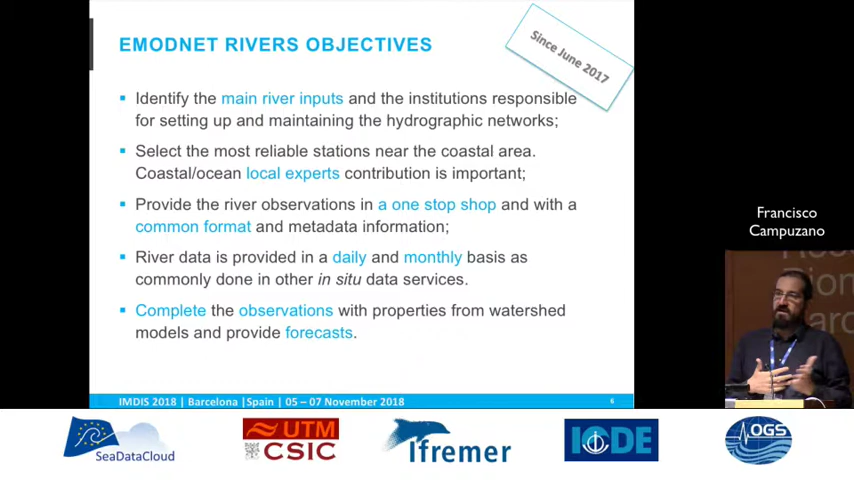 EMODNET RIVERS OBJECTIVES
Since June 2017
▪ Identify the main river inputs and the institutions responsible
for setting up and maintaining the hydrographic networks;
▪ Select the most reliable stations near the coastal area.
Coastal/ocean local experts contribution is important;
▪ Provide the river observations in a one stop shop and with a
common format and metadata information;
▪ River data is provided in a daily and monthly basis as
commonly done in other in situ data services.
▪ Complete the observations with properties from watershed
models and provide forecasts.
IMDIS 2018 | Barcelona |Spain | 05 – 07 November 2018
6
Francisco
Campuzano
SeaDataCloud
UTM
CSIC
Ifremer
IODE
OGS